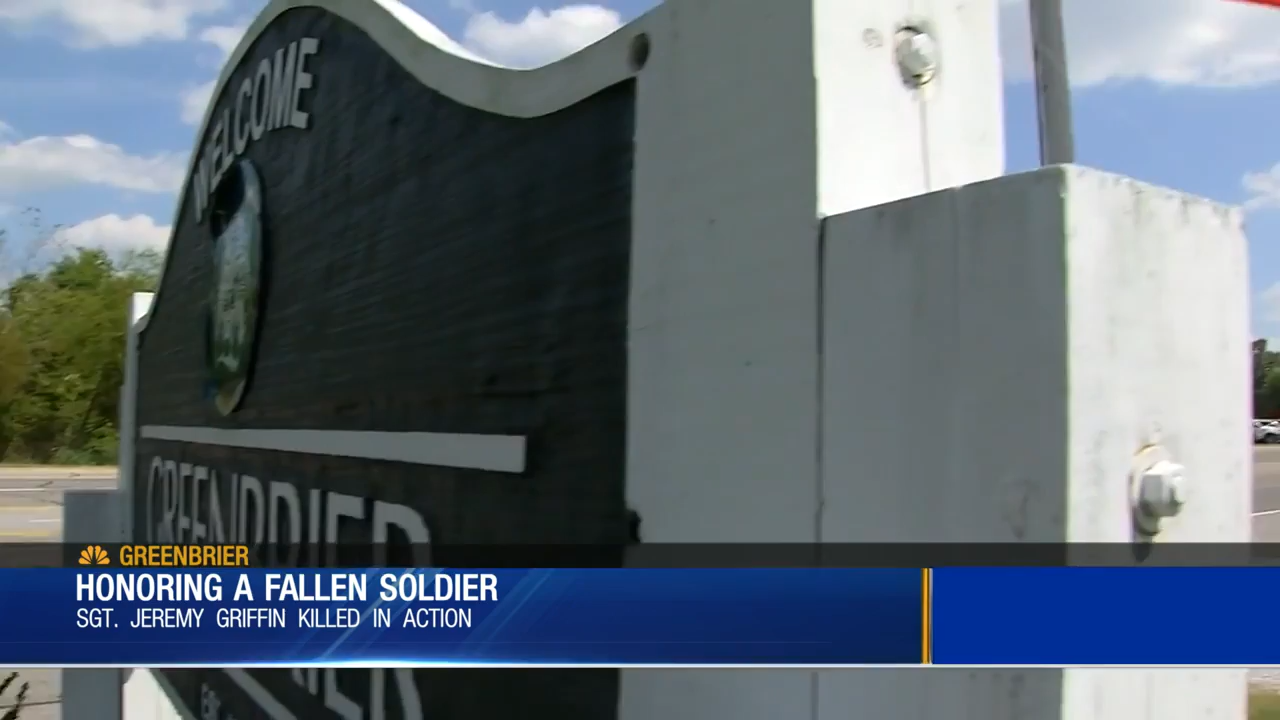 WELCOME
GREENBRIER
GREENBRIER
HONORING A FALLEN SOLDIER
SGT. JEREMY GRIFFIN KILLED IN ACTION